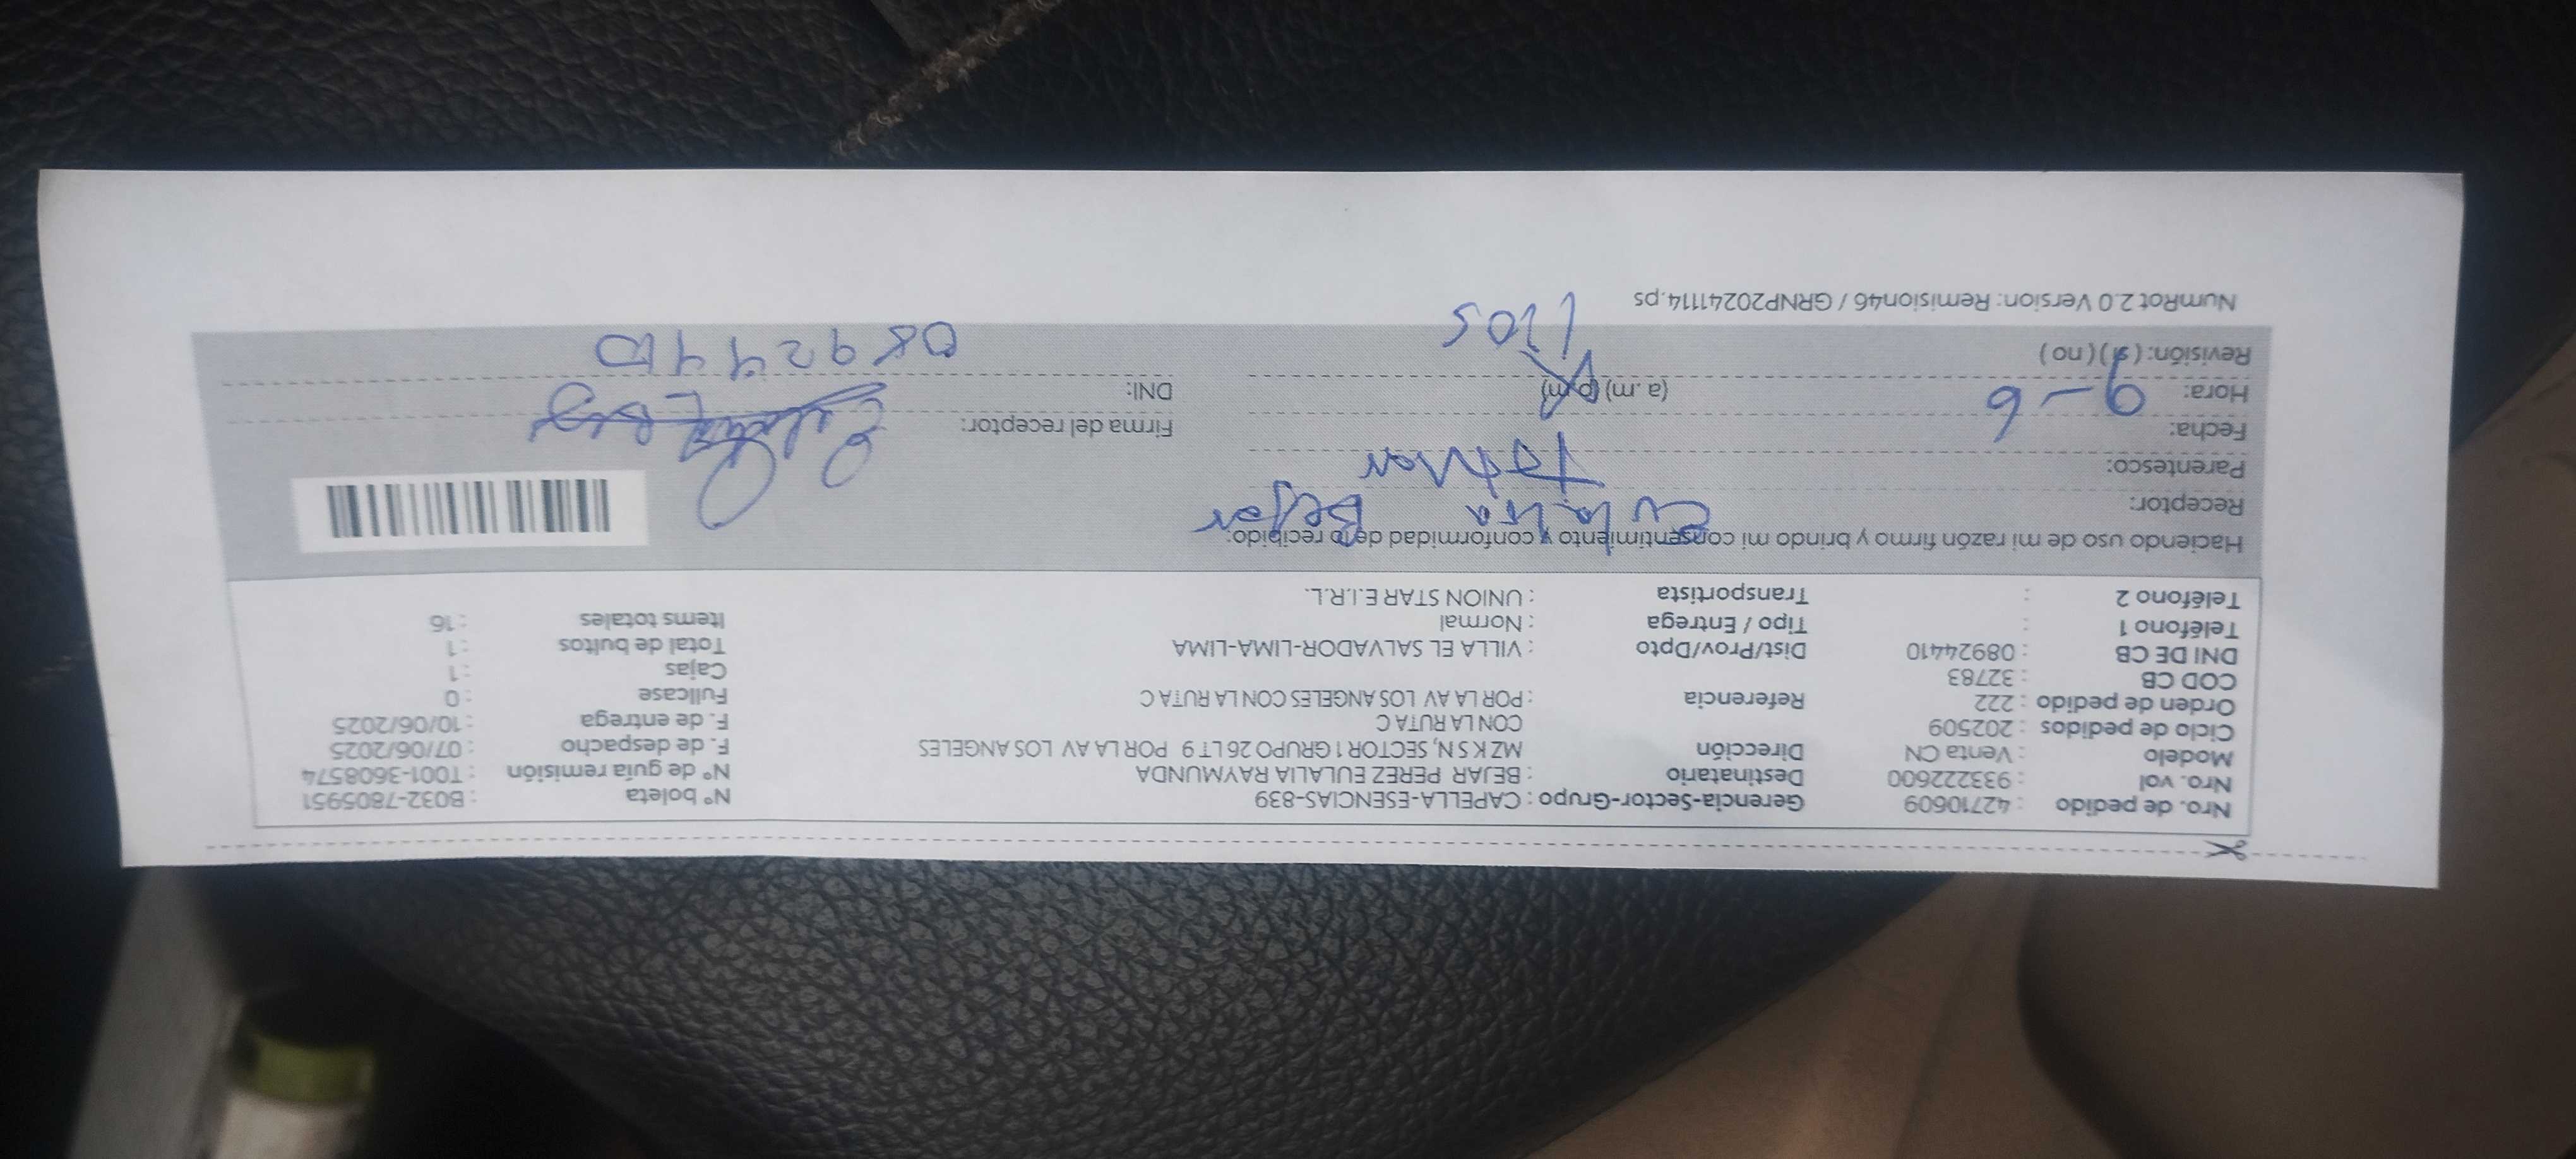 Nro. de pedido : 42710609 Gerencia-Sector-Grupo : CAPELLA-ESENCIAS-839 N° boleta : B032-7805951
Nro. vol : 933222600 Destinatario : BEJAR PEREZ EULALIA RAYMUNDA N° de guía remisión : T001-3608574
Modelo : Venta CN Dirección MZ K S N, SECTOR 1 GRUPO 26 LT 9 POR LA AV LOS ANGELES F. de despacho : 07/06/2025
Ciclo de pedidos : 202509 CON LA RUTA C F. de entrega : 10/06/2025
Orden de pedido : 222 Referencia : POR LA AV LOS ANGELES CON LA RUTA C Fullcase : 0
COD CB : 32783 Cajas : 1
DNI DE CB : 08924410 Dist/Prov/Dpto : VILLA EL SALVADOR-LIMA-LIMA Total de bultos : 1
Teléfono 1 : Tipo / Entrega : Normal Items totales : 16
Teléfono 2 : Transportista : UNION STAR E.I.R.L.
Haciendo uso de mi razón firmo y brindo mi consentimiento y conformidad de lo recibido:
Receptor: Eulalia Bejar
Parentesco:
Fecha: 9-6 Firma del receptor:
Hora: (a. m) (p. m) DNI: 08924410
Revisión: (si) (no) 1205
NumRot 2.0 Version: Remision46 / GRNP20241114.ps